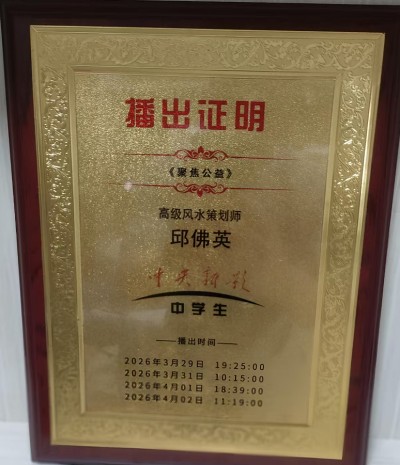 播出证明
《聚焦公益》
高级风水策划师
邱佛英
中央新影
中学生
播出时间
2026年3月29日 19:25:00
2026年3月31日 10:15:00
2026年4月01日 18:39:00
2026年4月02日 11:19:00